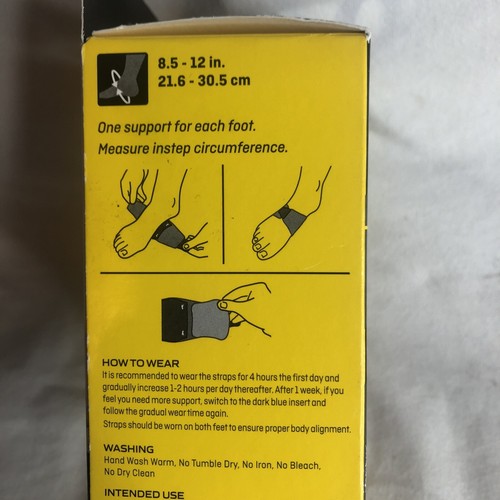 8.5 - 12 in.
21.6 - 30.5 cm
One support for each foot.
Measure instep circumference.
HOW TO WEAR
It is recommended to wear the straps for 4 hours the first day and
gradually increase 1-2 hours per day thereafter. After 1 week, if you
feel you need more support, switch to the dark blue insert and
follow the gradual wear time again.
Straps should be worn on both feet to ensure proper body alignment.
WASHING
Hand Wash Warm, No Tumble Dry, No Iron, No Bleach,
No Dry Clean
INTENDED USE